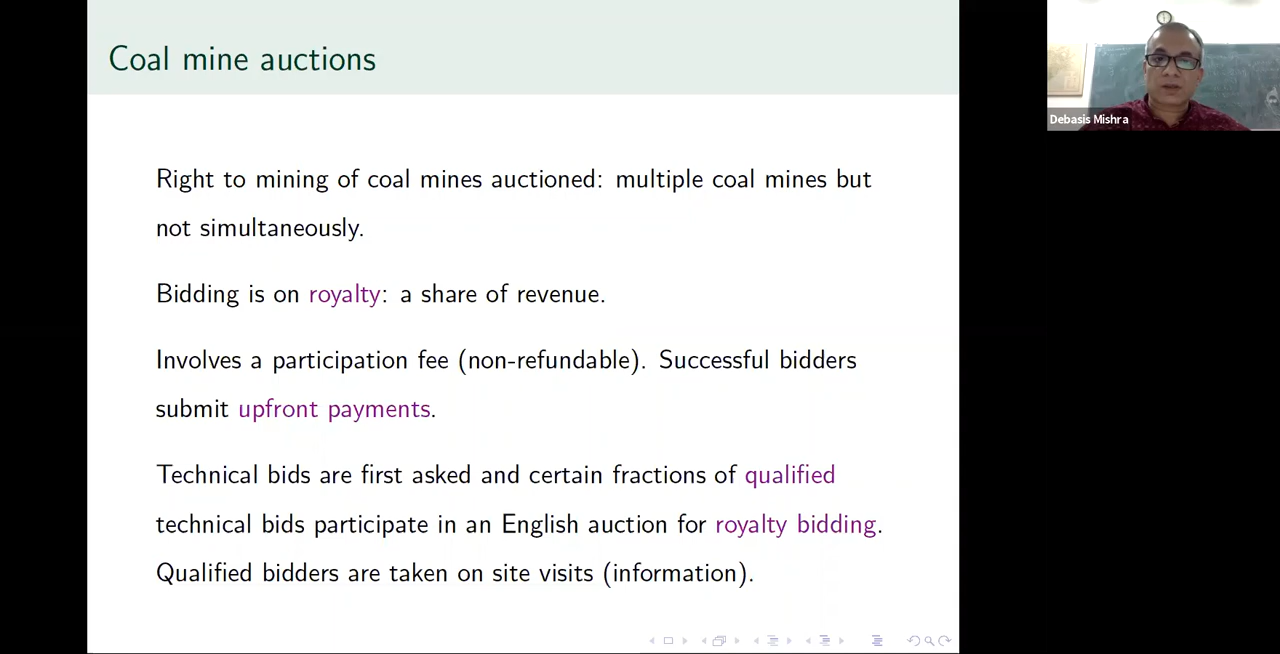 Coal mine auctions
Debasis Mishra
Right to mining of coal mines auctioned: multiple coal mines but
not simultaneously.
Bidding is on royalty: a share of revenue.
Involves a participation fee (non-refundable). Successful bidders
submit upfront payments.
Technical bids are first asked and certain fractions of qualified
technical bids participate in an English auction for royalty bidding.
Qualified bidders are taken on site visits (information).